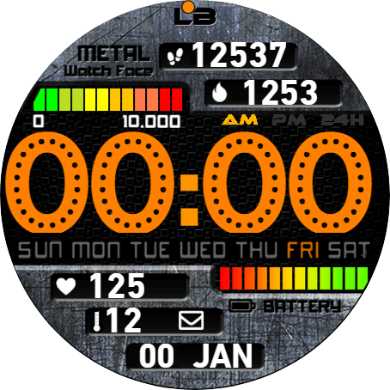 LB
METAL
Watch Face
12537
1253
0 10.000
AM PM 24H
00:00
SUN MON TUE WED THU FRI SAT
125
BATTERY
12
00 JAN